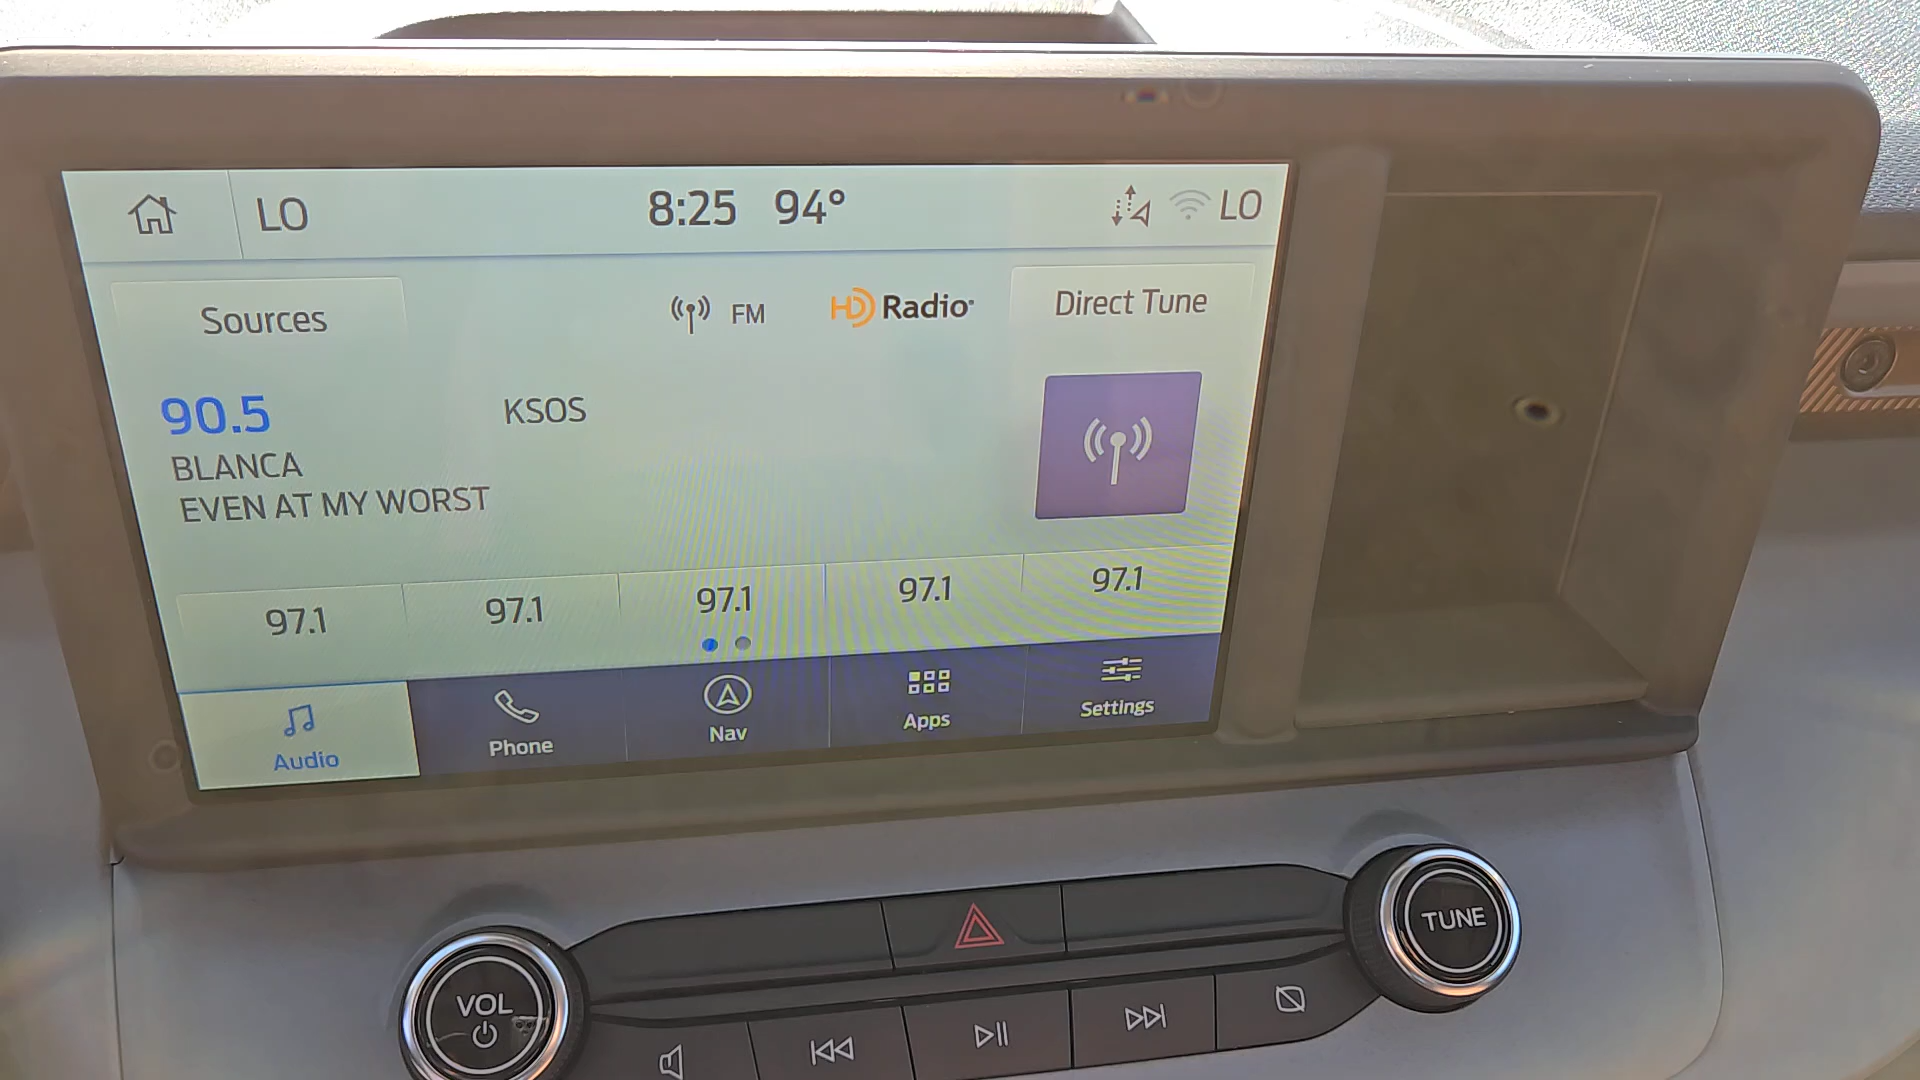 LO 8:25 94° LO
Sources FM HD Radio Direct Tune
90.5 KSOS
BLANCA
EVEN AT MY WORST
97.1 97.1 97.1 97.1 97.1
Audio Phone Nav Apps Settings
VOL TUNE